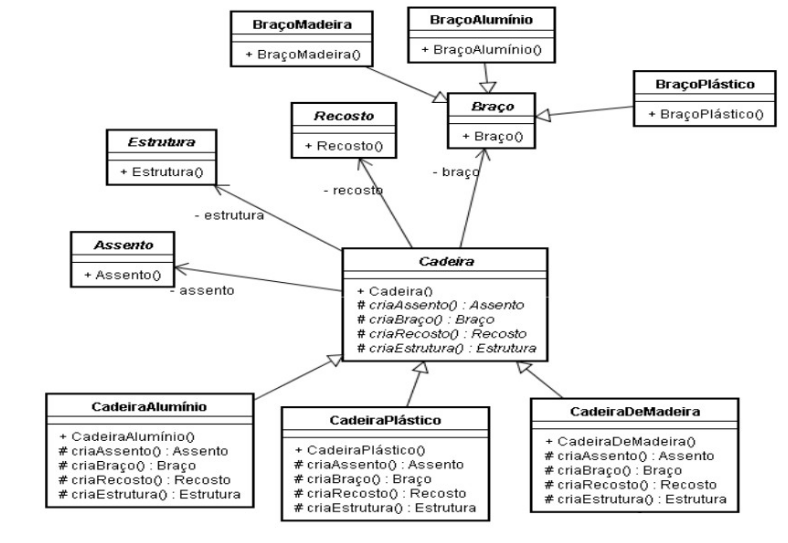 BraçoMadeira
+ BraçoMadeira()
BraçoAlumínio
+ BraçoAlumínio()
BraçoPlástico
+ BraçoPlástico()
Recosto
+ Recosto()
Braço
+ Braço()
Estrutura
+ Estrutura()
- recosto
- braço
- estrutura
Assento
+ Assento()
- assento
Cadeira
+ Cadeira()
# criaAssento() : Assento
# criaBraço() : Braço
# criaRecosto() : Recosto
# criaEstrutura() : Estrutura
CadeiraAlumínio
+ CadeiraAlumínio()
# criaAssento() : Assento
# criaBraço() : Braço
# criaRecosto() : Recosto
# criaEstrutura() : Estrutura
CadeiraPlástico
+ CadeiraPlástico()
# criaAssento() : Assento
# criaBraço() : Braço
# criaRecosto() : Recosto
# criaEstrutura() : Estrutura
CadeiraDeMadeira
+ CadeiraDeMadeira()
# criaAssento() : Assento
# criaBraço() : Braço
# criaRecosto() : Recosto
# criaEstrutura() : Estrutura